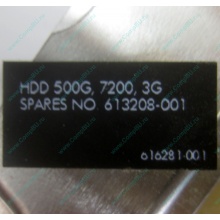 HDD 500G, 7200, 3G
SPARES NO 613208-001
616281-001